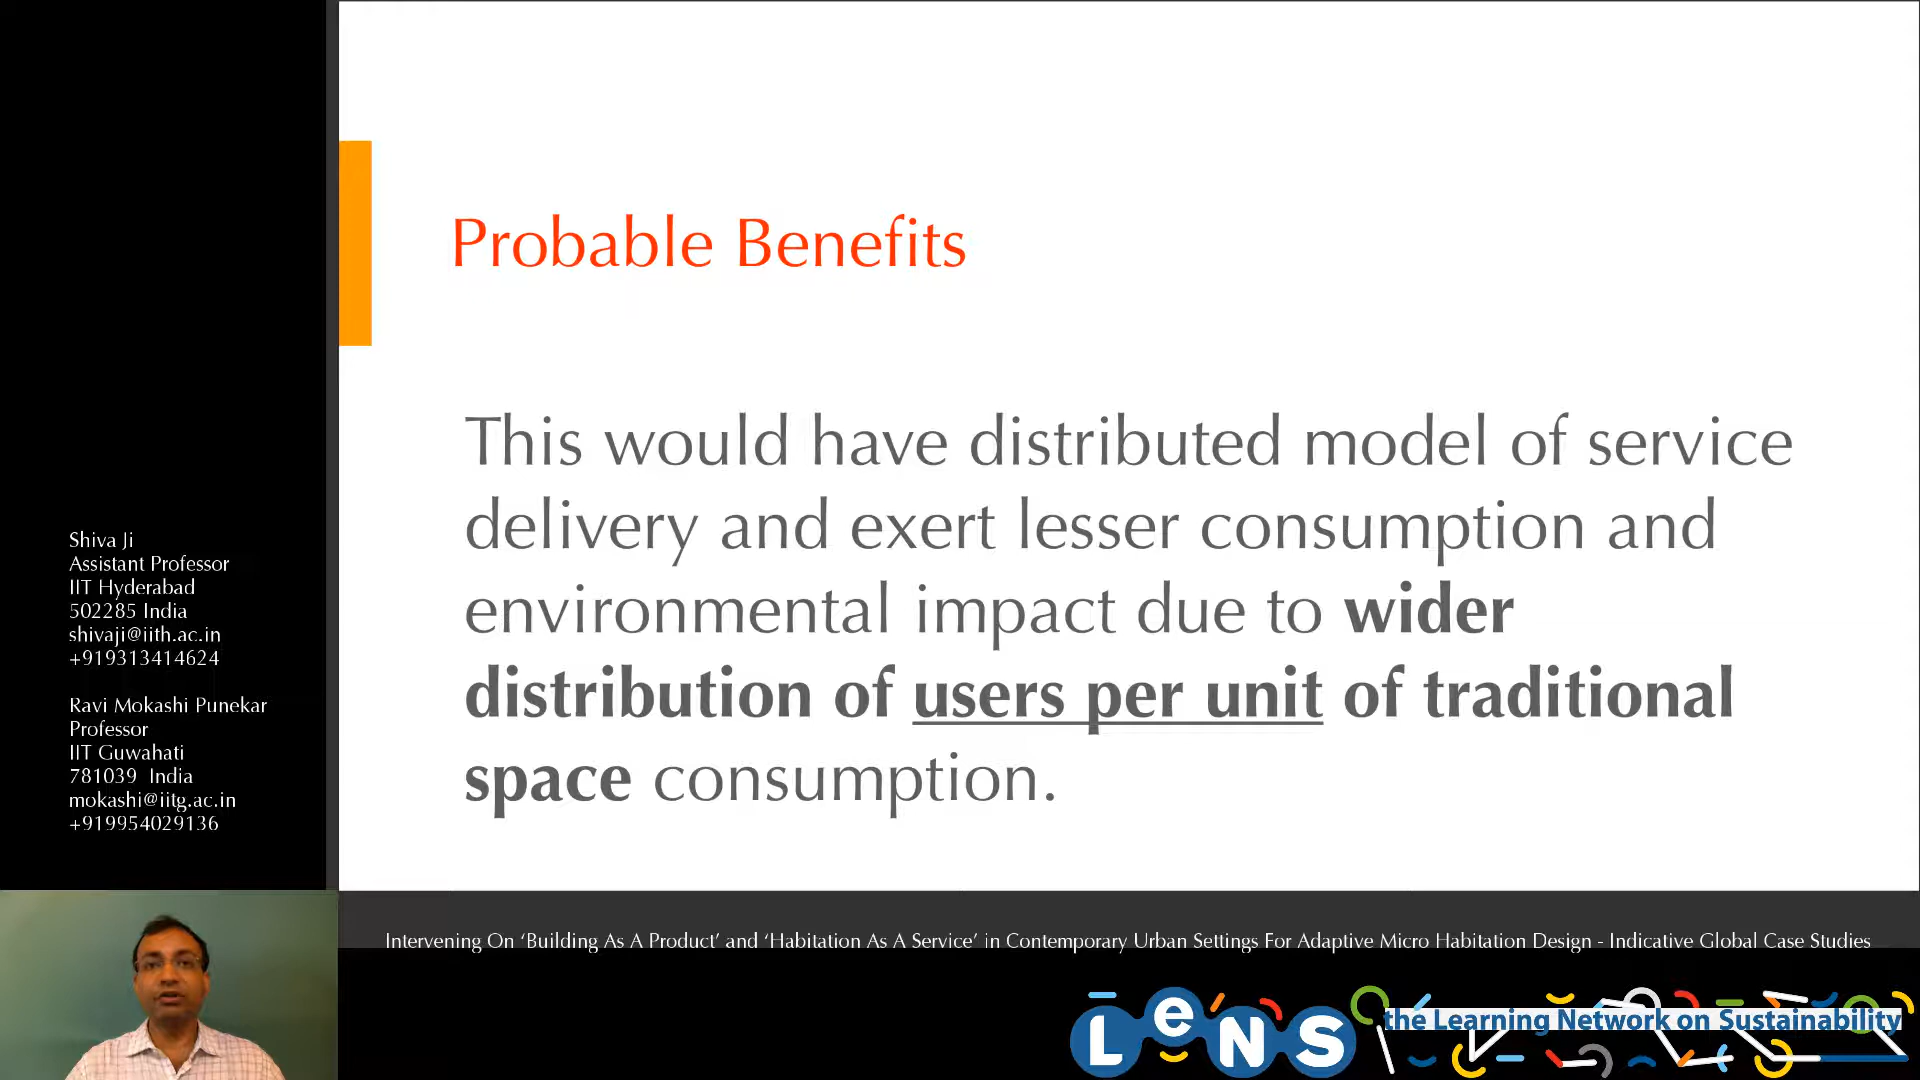 Probable Benefits
This would have distributed model of service
delivery and exert lesser consumption and
environmental impact due to wider
distribution of users per unit of traditional
space consumption.
Shiva Ji
Assistant Professor
IIT Hyderabad
502285 India
shivaji@iith.ac.in
+919313414624
Ravi Mokashi Punekar
Professor
IIT Guwahati
781039 India
mokashi@iitg.ac.in
+919954029136
Intervening On ‘Building As A Product’ and ‘Habitation As A Service’ in Contemporary Urban Settings For Adaptive Micro Habitation Design - Indicative Global Case Studies
LeNS
the Learning Network on Sustainability